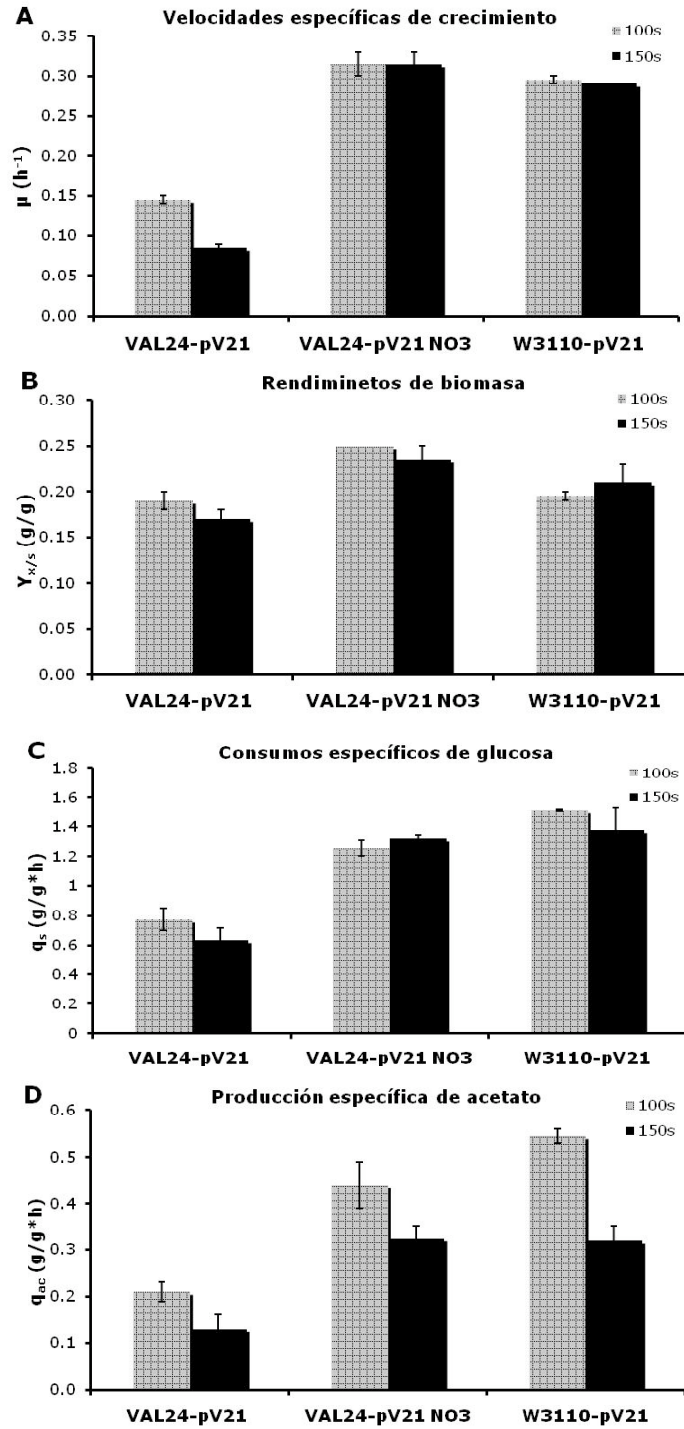 A
Velocidades específicas de crecimiento
0.35
0.30
0.25
0.20
0.15
0.10
0.05
0.00
µ (h⁻¹)
100s
150s
VAL24-pV21 VAL24-pV21 NO3 W3110-pV21
B
Rendiminetos de biomasa
0.30
0.25
0.20
0.15
0.10
0.05
0.00
Yx/s (g/g)
100s
150s
VAL24-pV21 VAL24-pV21 NO3 W3110-pV21
C
Consumos específicos de glucosa
1.8
1.6
1.4
1.2
1
0.8
0.6
0.4
0.2
0
qs (g/g*h)
100s
150s
VAL24-pV21 VAL24-pV21 NO3 W3110-pV21
D
Producción específica de acetato
0.6
0.5
0.4
0.3
0.2
0.1
0.0
qac (g/g*h)
100s
150s
VAL24-pV21 VAL24-pV21 NO3 W3110-pV21